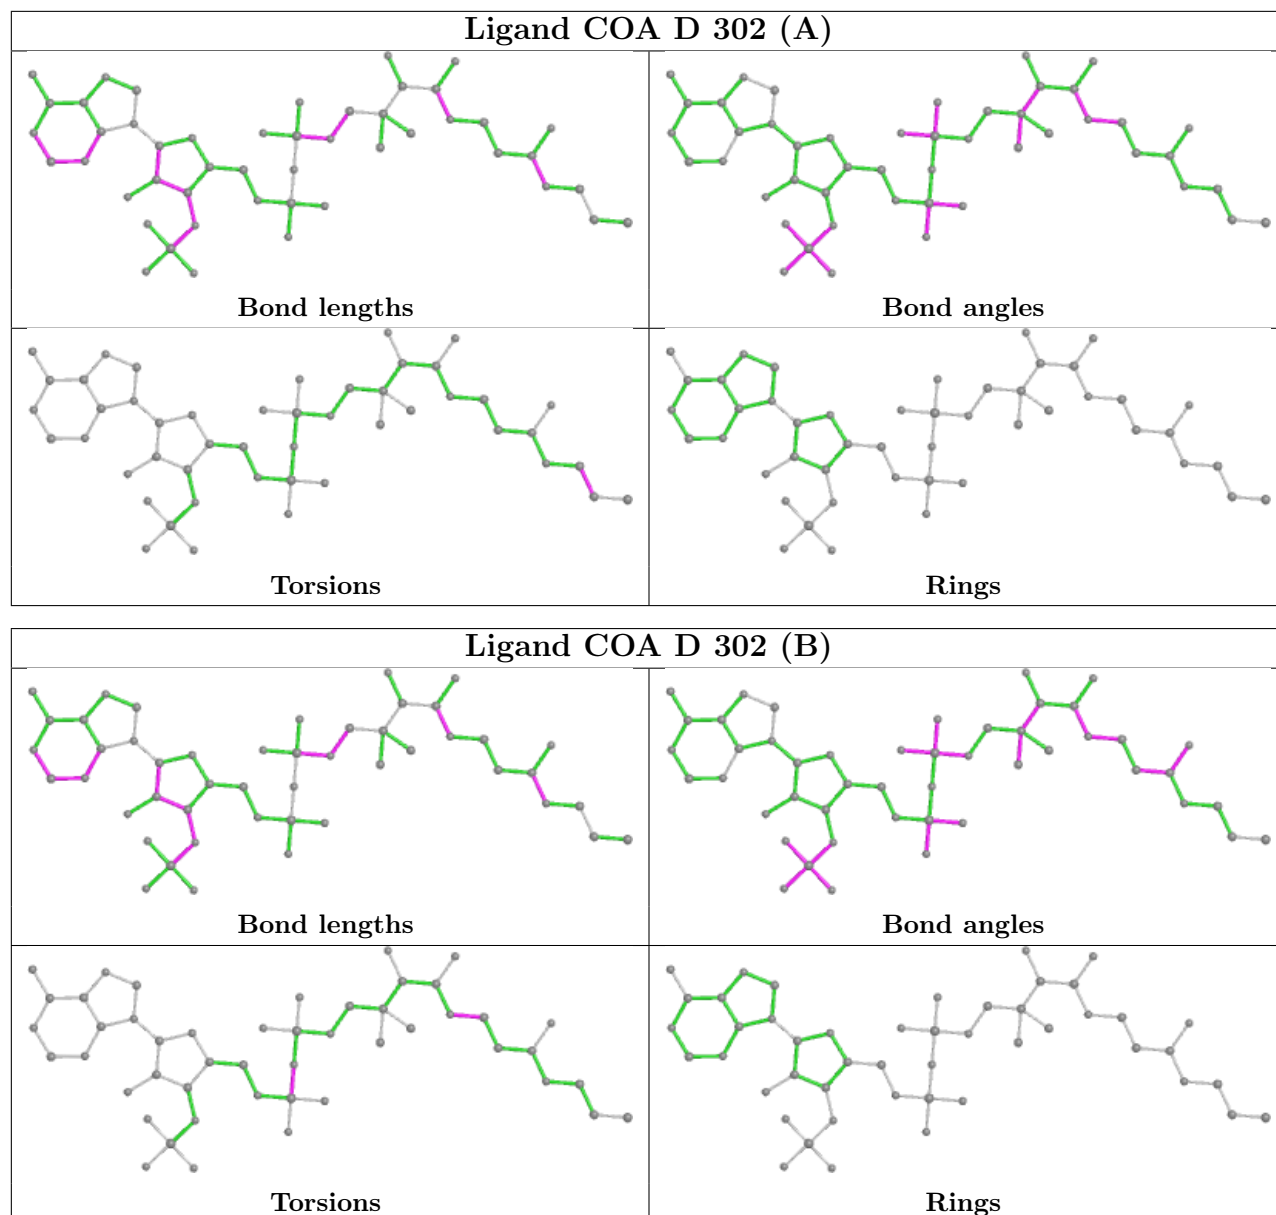 Ligand COA D 302 (A)
Bond lengths
Bond angles
Torsions
Rings
Ligand COA D 302 (B)
Bond lengths
Bond angles
Torsions
Rings